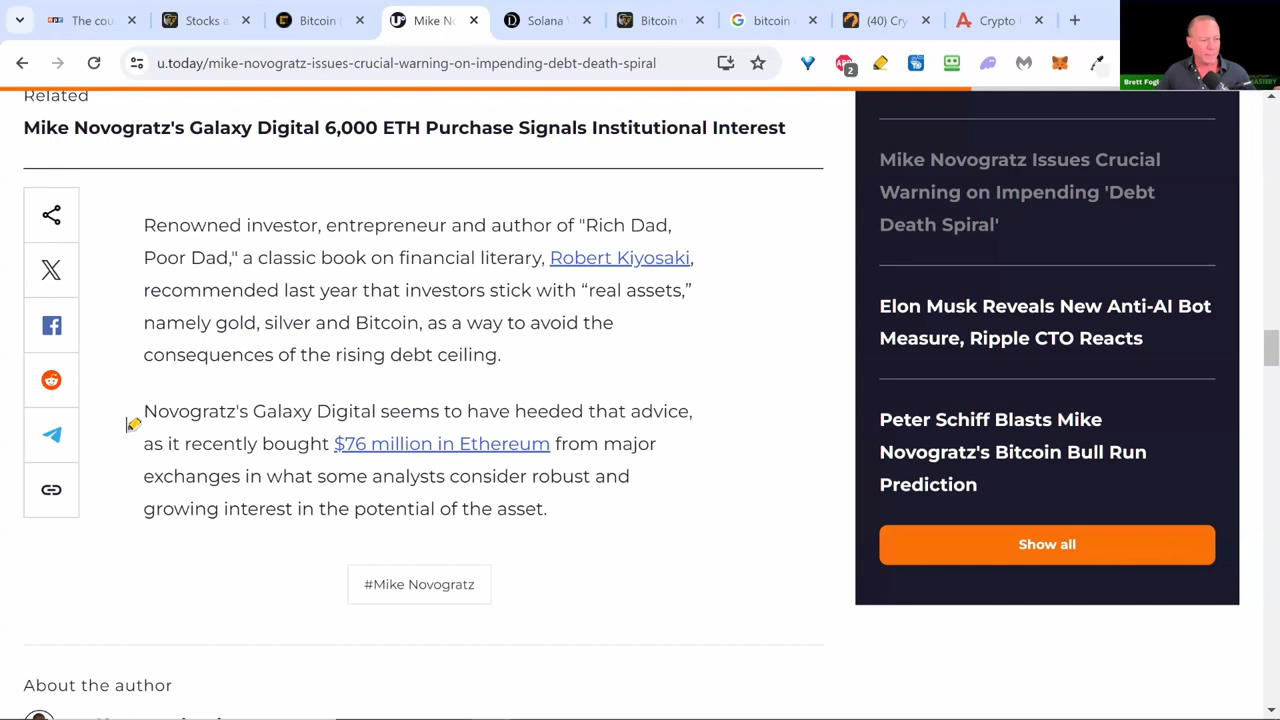 The cou
Stocks a
Bitcoin (
Mike No
Solana
Bitcoin
bitcoin
(40) Cry
Crypto
u.today/mike-novogratz-issues-crucial-warning-on-impending-debt-death-spiral
2
Brett Fogl
Related
Mike Novogratz's Galaxy Digital 6,000 ETH Purchase Signals Institutional Interest
Renowned investor, entrepreneur and author of "Rich Dad,
Poor Dad," a classic book on financial literary, Robert Kiyosaki,
recommended last year that investors stick with “real assets,”
namely gold, silver and Bitcoin, as a way to avoid the
consequences of the rising debt ceiling.
Novogratz's Galaxy Digital seems to have heeded that advice,
as it recently bought $76 million in Ethereum from major
exchanges in what some analysts consider robust and
growing interest in the potential of the asset.
#Mike Novogratz
About the author
Mike Novogratz Issues Crucial
Warning on Impending 'Debt
Death Spiral'
Elon Musk Reveals New Anti-AI Bot
Measure, Ripple CTO Reacts
Peter Schiff Blasts Mike
Novogratz's Bitcoin Bull Run
Prediction
Show all